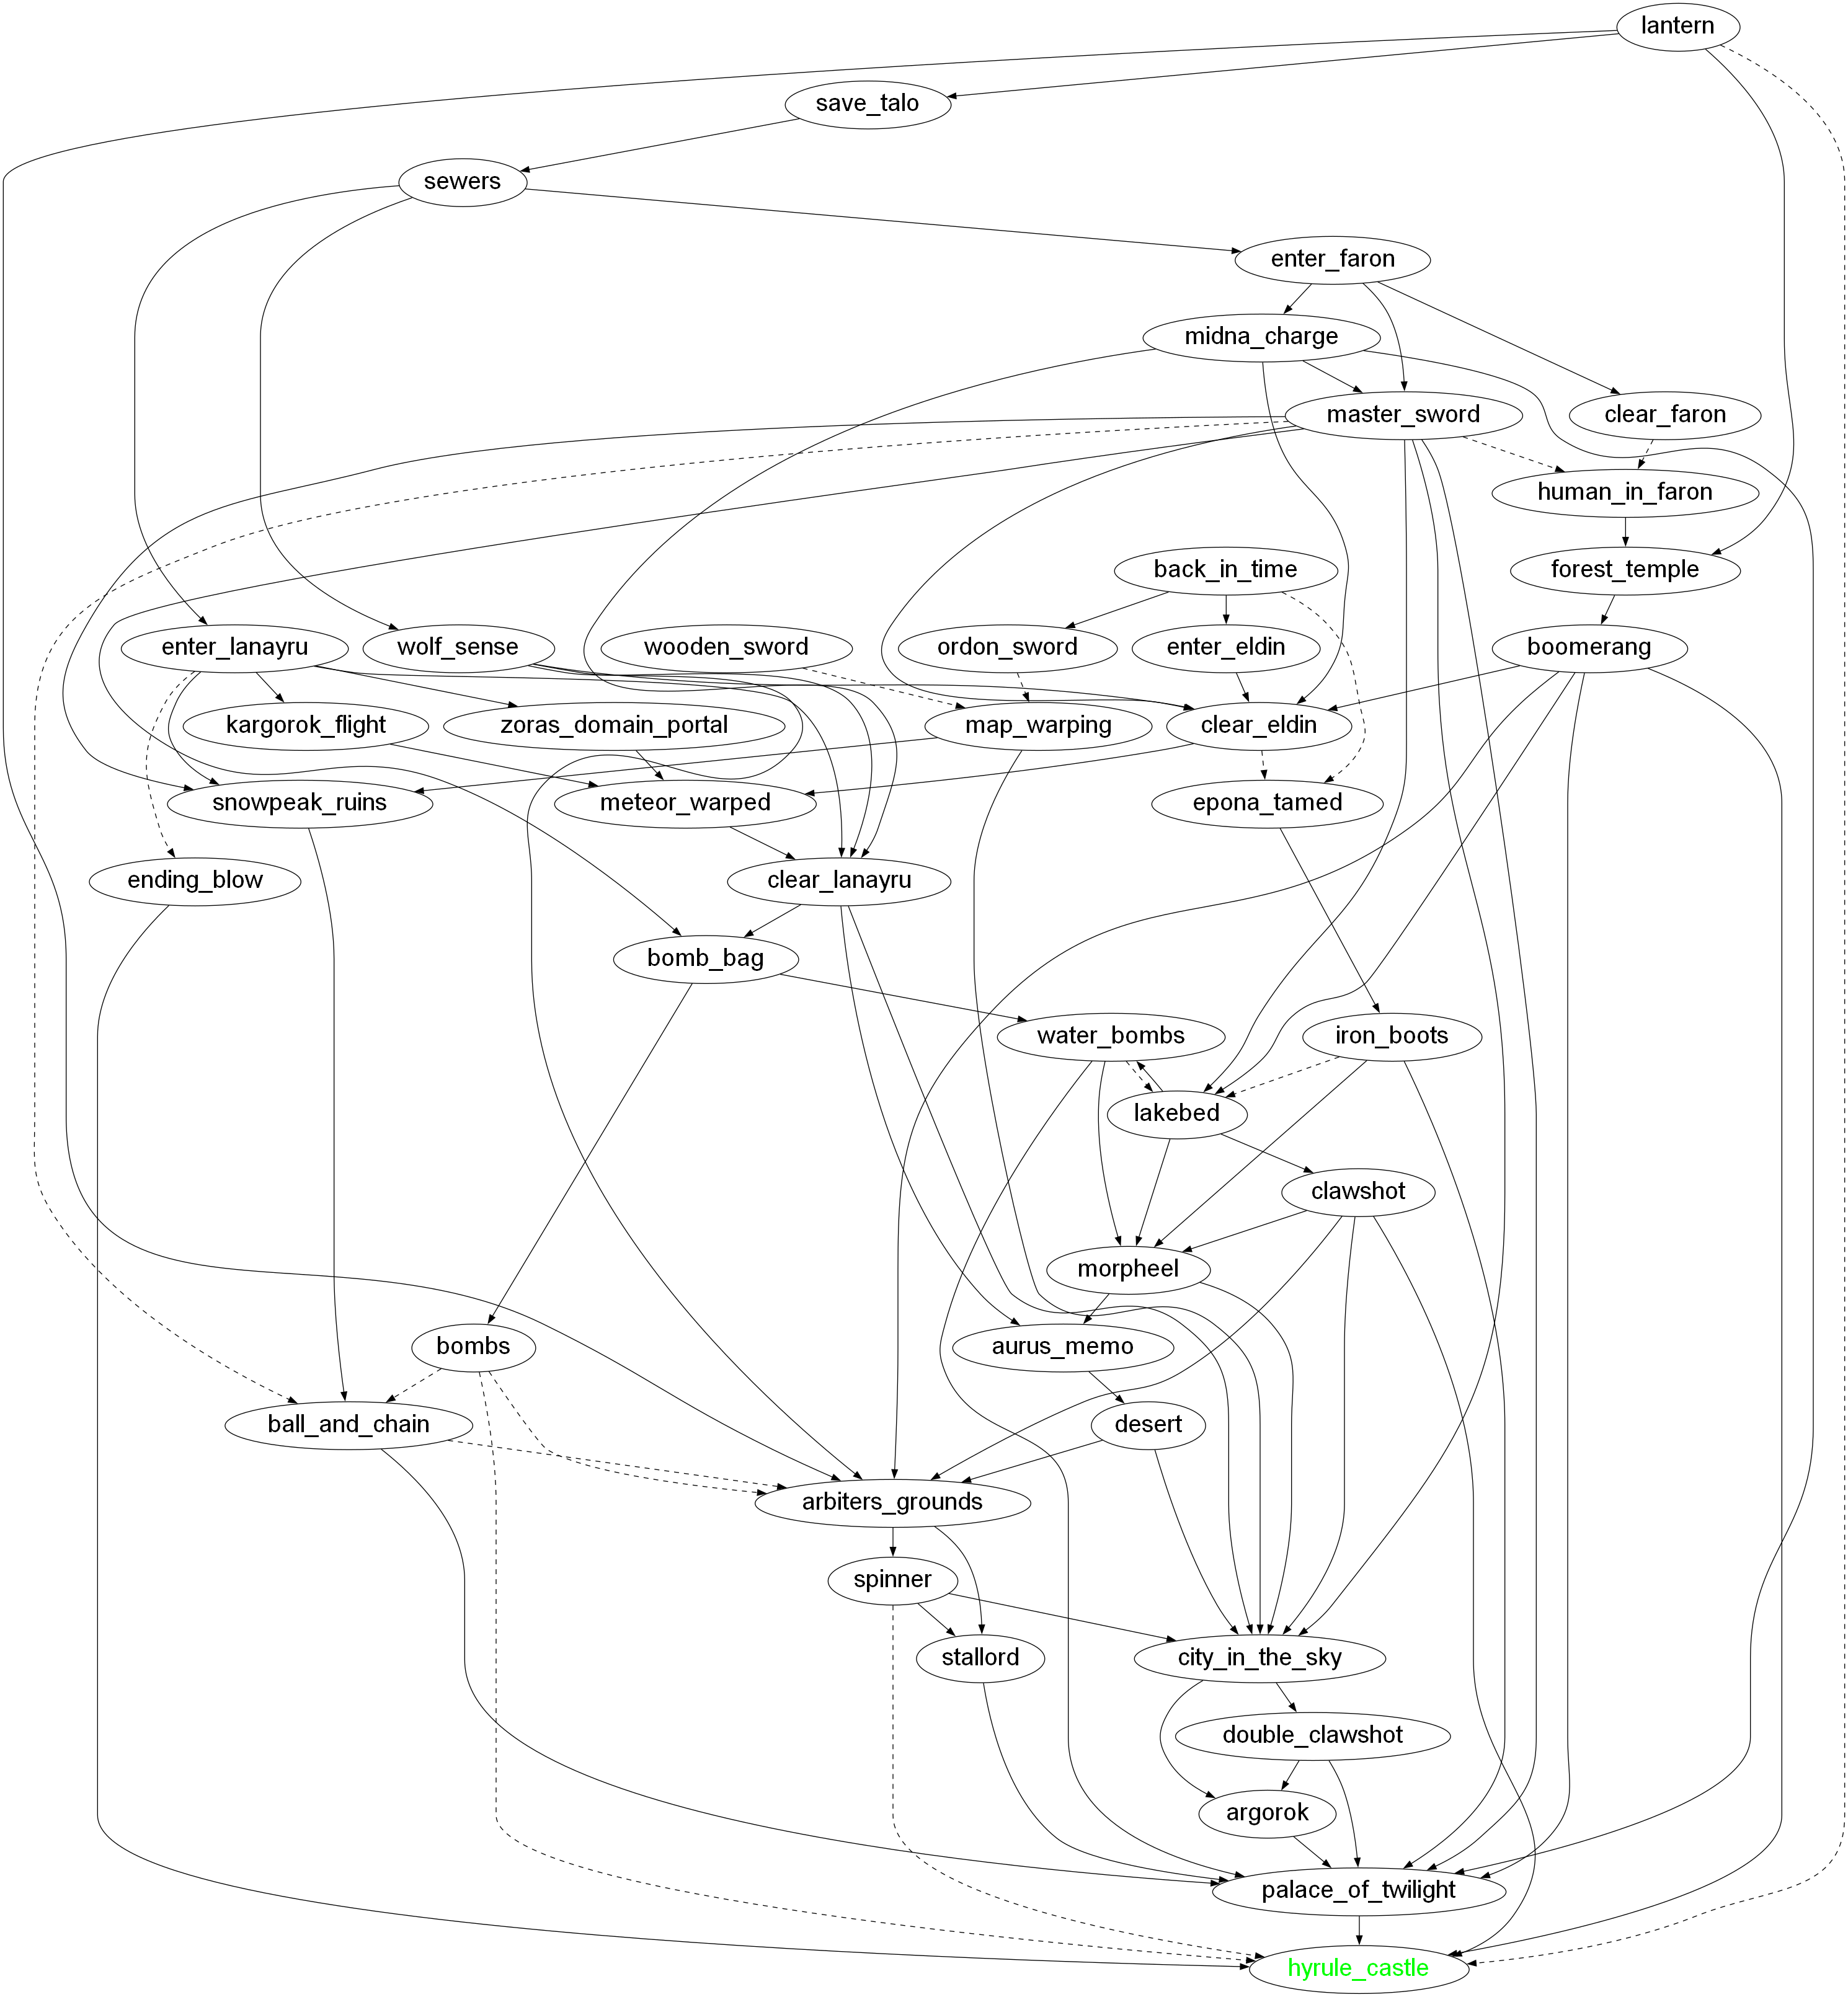 lantern
save_talo
sewers
enter_faron
midna_charge
master_sword
clear_faron
human_in_faron
back_in_time
forest_temple
enter_lanayru
wolf_sense
wooden_sword
ordon_sword
enter_eldin
boomerang
kargorok_flight
zoras_domain_portal
map_warping
clear_eldin
snowpeak_ruins
meteor_warped
epona_tamed
ending_blow
clear_lanayru
bomb_bag
water_bombs
iron_boots
lakebed
clawshot
morpheel
bombs
aurus_memo
ball_and_chain
desert
arbiters_grounds
spinner
stallord
city_in_the_sky
double_clawshot
argorok
palace_of_twilight
hyrule_castle